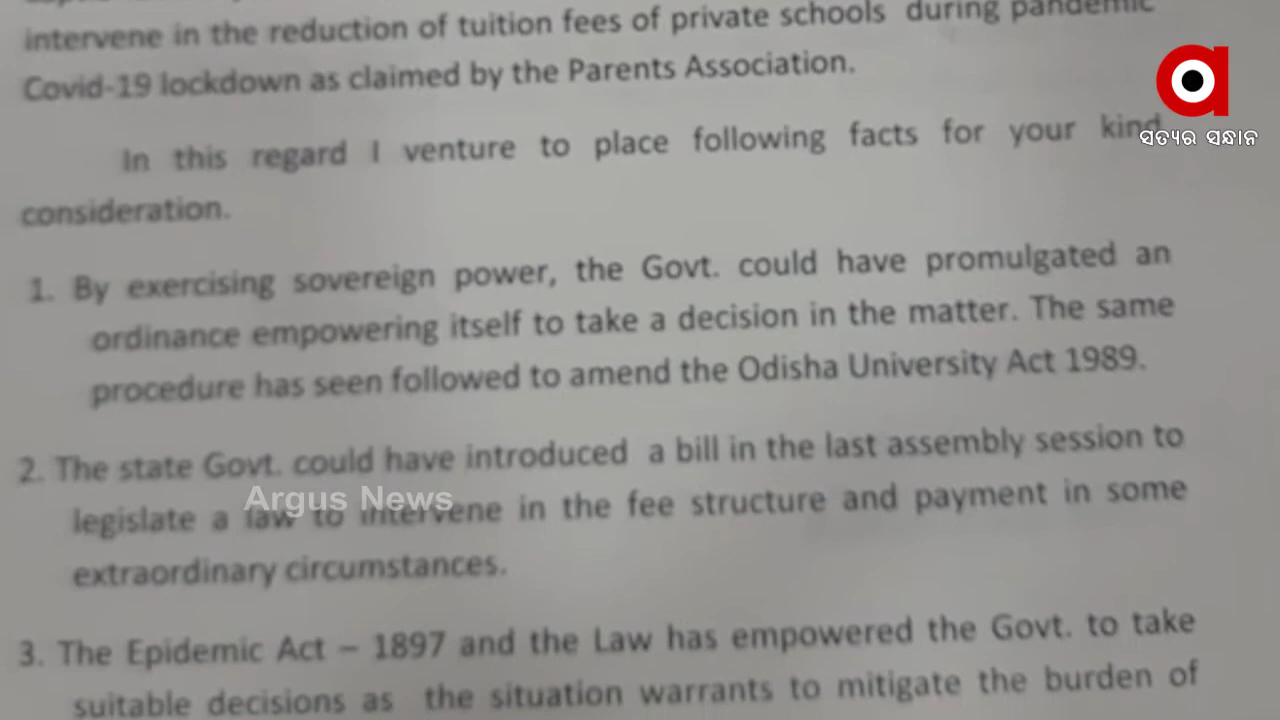 intervene in the reduction of tuition fees of private schools during pandemic
Covid-19 lockdown as claimed by the Parents Association.
In this regard I venture to place following facts for your kind
consideration.
1. By exercising sovereign power, the Govt. could have promulgated an
ordinance empowering itself to take a decision in the matter. The same
procedure has seen followed to amend the Odisha University Act 1989.
2. The state Govt. could have introduced a bill in the last assembly session to
legislate a law to intervene in the fee structure and payment in some
extraordinary circumstances.
3. The Epidemic Act – 1897 and the Law has empowered the Govt. to take
suitable decisions as the situation warrants to mitigate the burden of
Argus News
a
ସତ୍ୟର ସନ୍ଧାନ